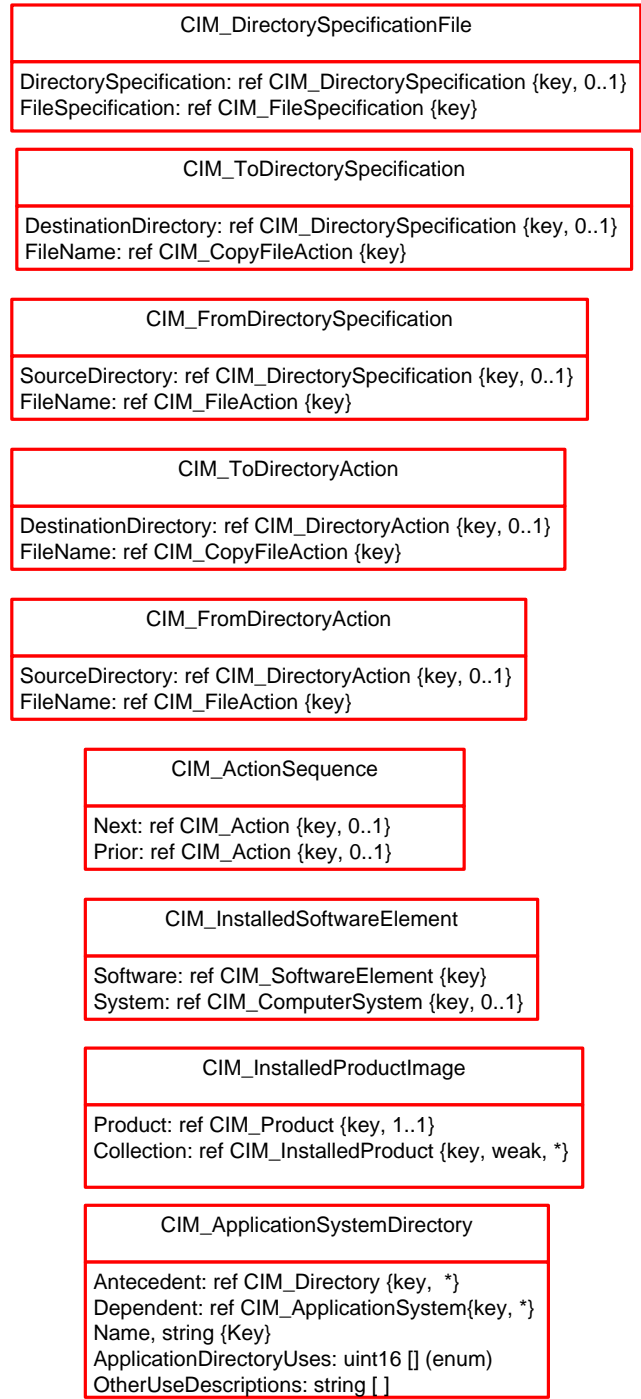 CIM_DirectorySpecificationFile
DirectorySpecification: ref CIM_DirectorySpecification {key, 0..1}
FileSpecification: ref CIM_FileSpecification {key}
CIM_ToDirectorySpecification
DestinationDirectory: ref CIM_DirectorySpecification {key, 0..1}
FileName: ref CIM_CopyFileAction {key}
CIM_FromDirectorySpecification
SourceDirectory: ref CIM_DirectorySpecification {key, 0..1}
FileName: ref CIM_FileAction {key}
CIM_ToDirectoryAction
DestinationDirectory: ref CIM_DirectoryAction {key, 0..1}
FileName: ref CIM_CopyFileAction {key}
CIM_FromDirectoryAction
SourceDirectory: ref CIM_DirectoryAction {key, 0..1}
FileName: ref CIM_FileAction {key}
CIM_ActionSequence
Next: ref CIM_Action {key, 0..1}
Prior: ref CIM_Action {key, 0..1}
CIM_InstalledSoftwareElement
Software: ref CIM_SoftwareElement {key}
System: ref CIM_ComputerSystem {key, 0..1}
CIM_InstalledProductImage
Product: ref CIM_Product {key, 1..1}
Collection: ref CIM_InstalledProduct {key, weak, *}
CIM_ApplicationSystemDirectory
Antecedent: ref CIM_Directory {key,  *}
Dependent: ref CIM_ApplicationSystem{key, *}
Name, string {Key}
ApplicationDirectoryUses: uint16 [] (enum)
OtherUseDescriptions: string [ ]